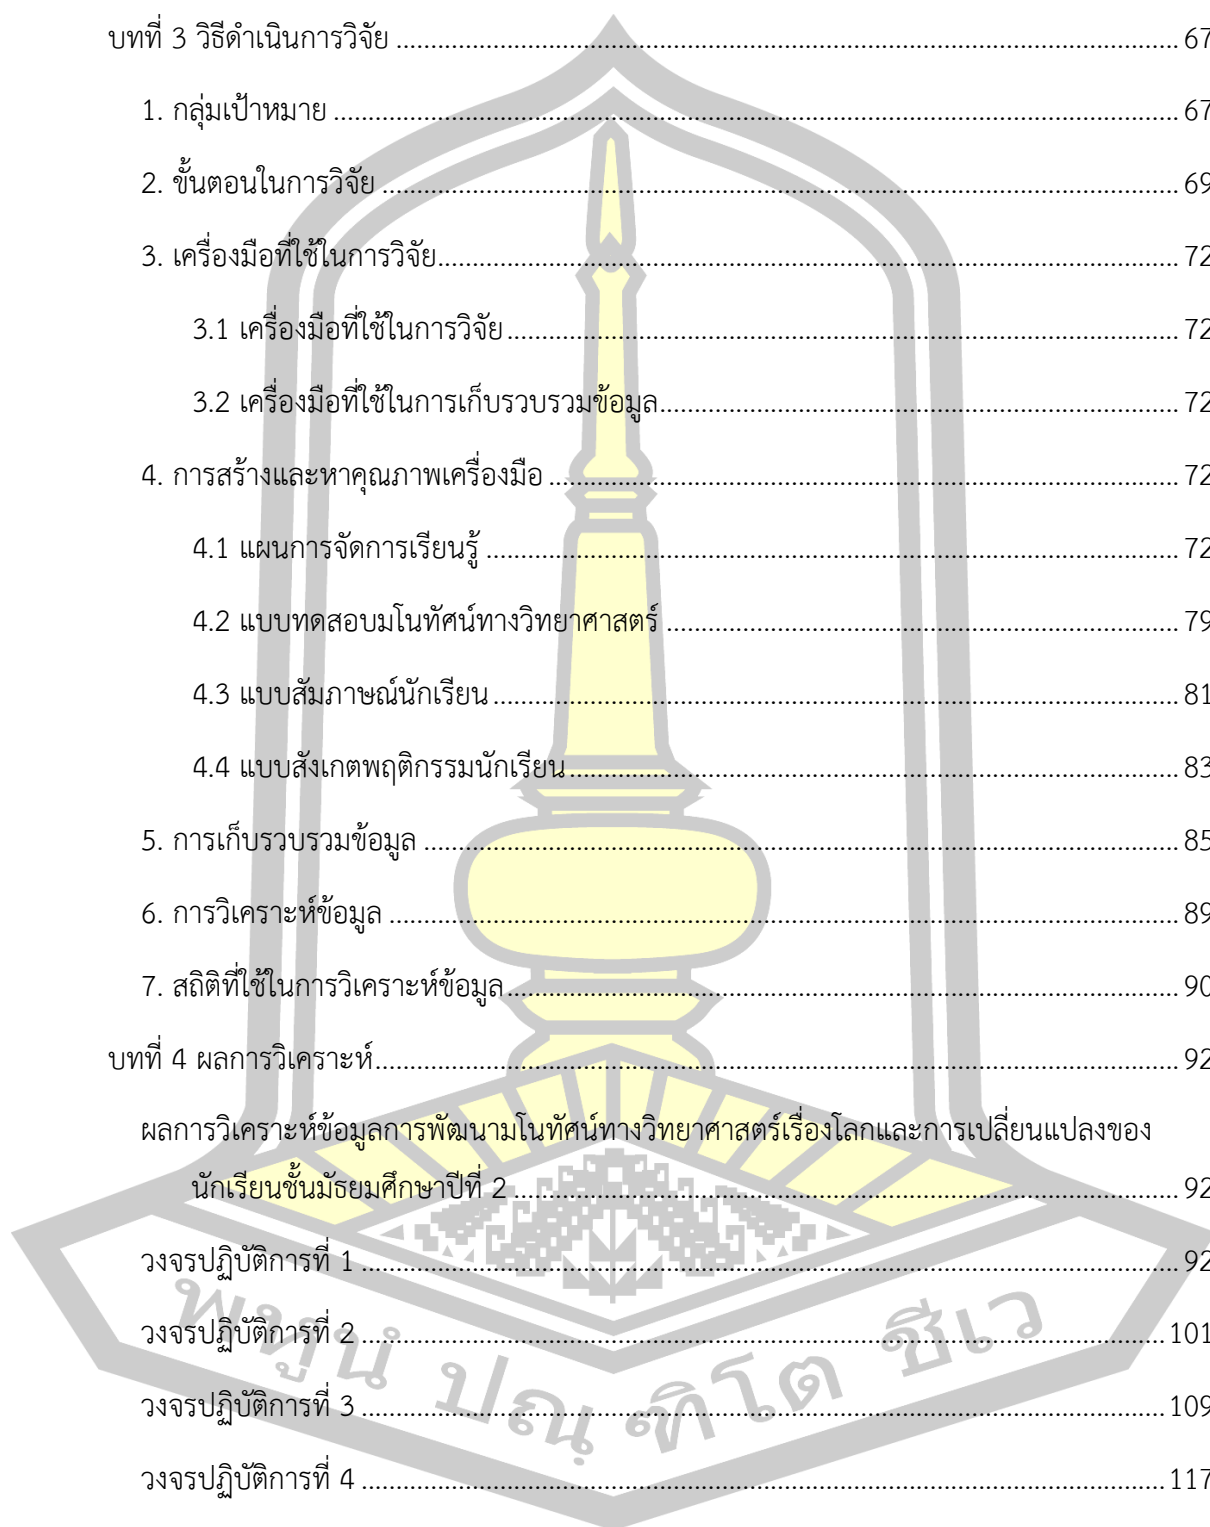 บทที่ 3 วิธีดำเนินการวิจัย ........................................ 67
1. กลุ่มเป้าหมาย ........................................ 67
2. ขั้นตอนในการวิจัย ........................................ 69
3. เครื่องมือที่ใช้ในการวิจัย ........................................ 72
3.1 เครื่องมือที่ใช้ในการวิจัย ........................................ 72
3.2 เครื่องมือที่ใช้ในการเก็บรวบรวมข้อมูล ........................................ 72
4. การสร้างและหาคุณภาพเครื่องมือ ........................................ 72
4.1 แผนการจัดการเรียนรู้ ........................................ 72
4.2 แบบทดสอบมโนทัศน์ทางวิทยาศาสตร์ ........................................ 79
4.3 แบบสัมภาษณ์นักเรียน ........................................ 81
4.4 แบบสังเกตพฤติกรรมนักเรียน ........................................ 83
5. การเก็บรวบรวมข้อมูล ........................................ 85
6. การวิเคราะห์ข้อมูล ........................................ 89
7. สถิติที่ใช้ในการวิเคราะห์ข้อมูล ........................................ 90
บทที่ 4 ผลการวิเคราะห์ ........................................ 92
ผลการวิเคราะห์ข้อมูลการพัฒนามโนทัศน์ทางวิทยาศาสตร์เรื่องโลกและการเปลี่ยนแปลงของ
นักเรียนชั้นมัธยมศึกษาปีที่ 2 ........................................ 92
วงจรปฏิบัติการที่ 1 ........................................ 92
วงจรปฏิบัติการที่ 2 ........................................ 101
วงจรปฏิบัติการที่ 3 ........................................ 109
วงจรปฏิบัติการที่ 4 ........................................ 117
พหูนํ ปณฺฑิโต ชีเว